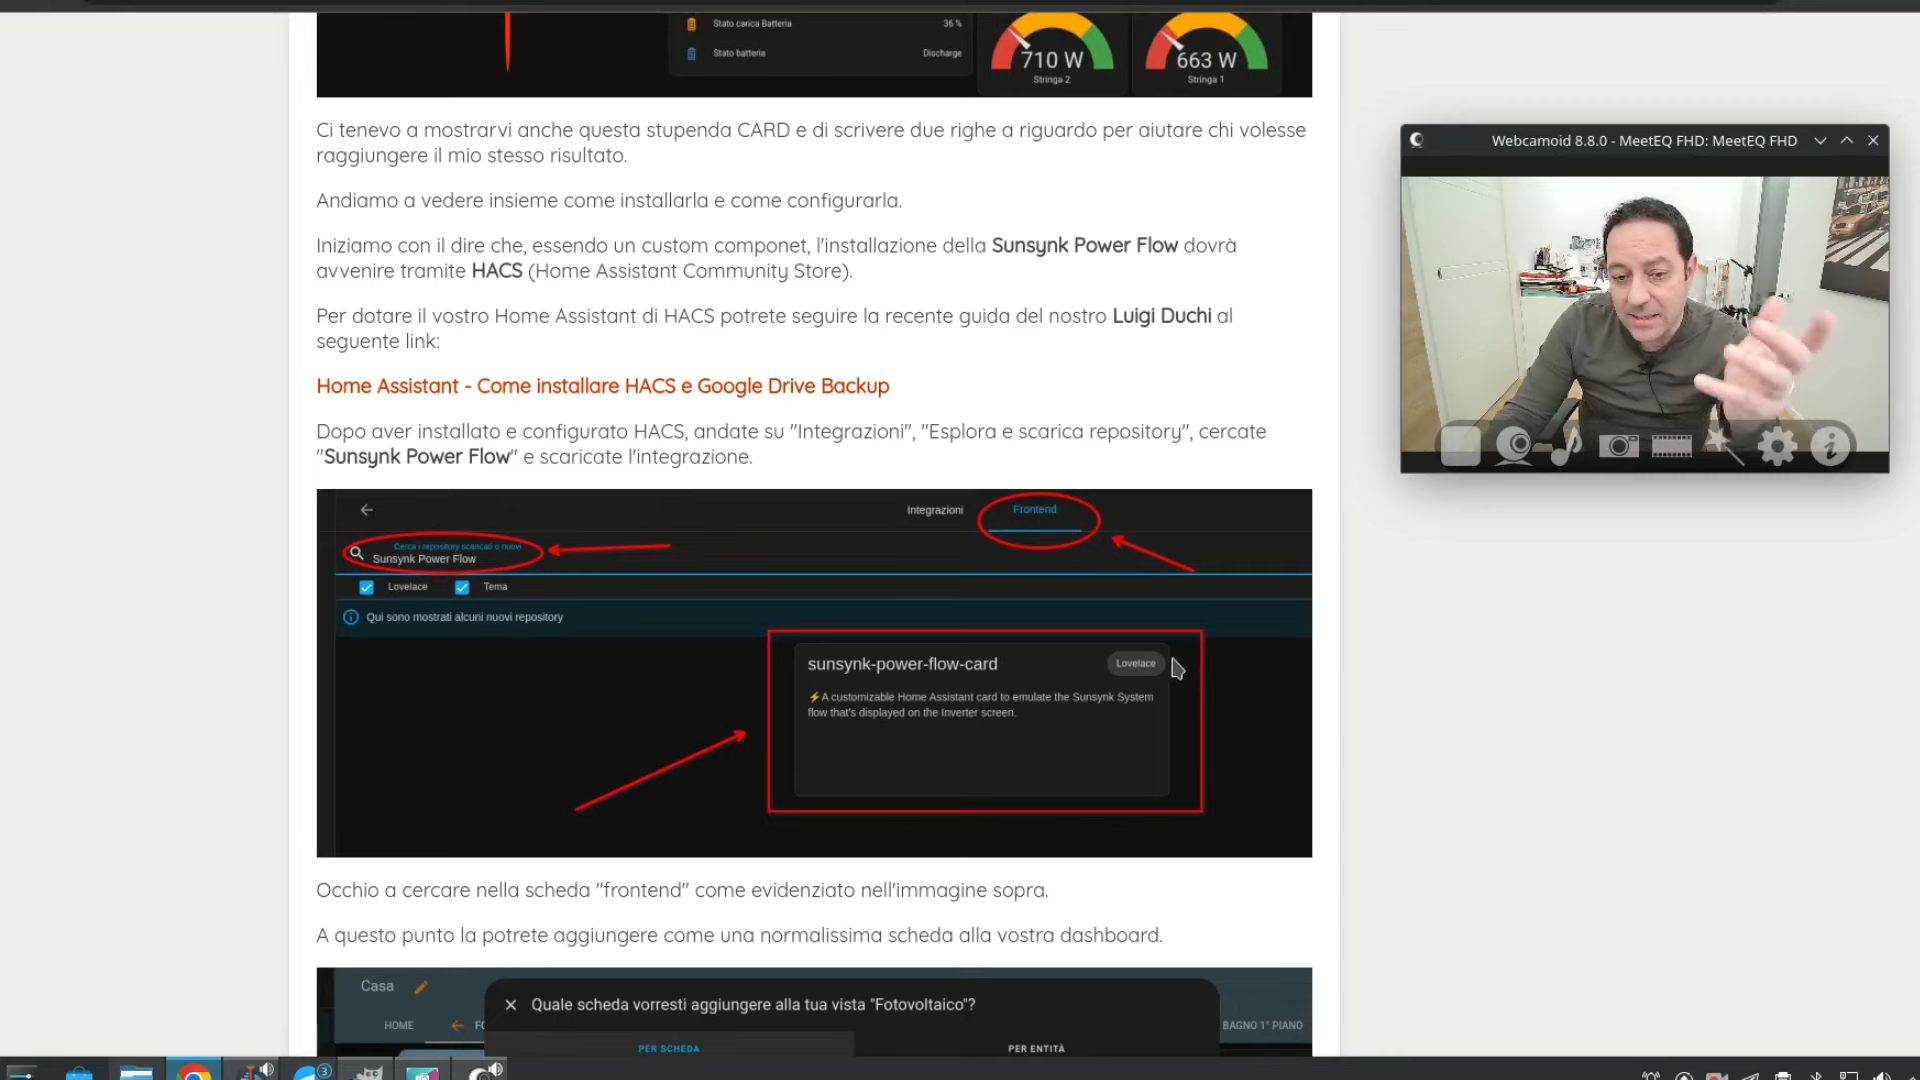 Stato carica Batteria 36 %
Stato batteria Discharge
710 W
Stringa 2
663 W
Stringa 1
Ci tenevo a mostrarvi anche questa stupenda CARD e di scrivere due righe a riguardo per aiutare chi volesse
raggiungere il mio stesso risultato.
Andiamo a vedere insieme come installarla e come configurarla.
Iniziamo con il dire che, essendo un custom componet, l'installazione della Sunsynk Power Flow dovrà
avvenire tramite HACS (Home Assistant Community Store).
Per dotare il vostro Home Assistant di HACS potrete seguire la recente guida del nostro Luigi Duchi al
seguente link:
Home Assistant - Come installare HACS e Google Drive Backup
Dopo aver installato e configurato HACS, andate su "Integrazioni", "Esplora e scarica repository", cercate
"Sunsynk Power Flow" e scaricate l'integrazione.
Integrazioni Frontend
Cerca i repository scaricati o nuovi
Sunsynk Power Flow
Lovelace Tema
Qui sono mostrati alcuni nuovi repository
sunsynk-power-flow-card Lovelace
⚡A customizable Home Assistant card to emulate the Sunsynk System
flow that's displayed on the Inverter screen.
Occhio a cercare nella scheda "frontend" come evidenziato nell'immagine sopra.
A questo punto la potrete aggiungere come una normalissima scheda alla vostra dashboard.
Casa
Quale scheda vorresti aggiungere alla tua vista "Fotovoltaico"?
HOME FO BAGNO 1° PIANO
PER SCHEDA PER ENTITÀ
3
Webcamoid 8.8.0 - MeetEQ FHD: MeetEQ FHD